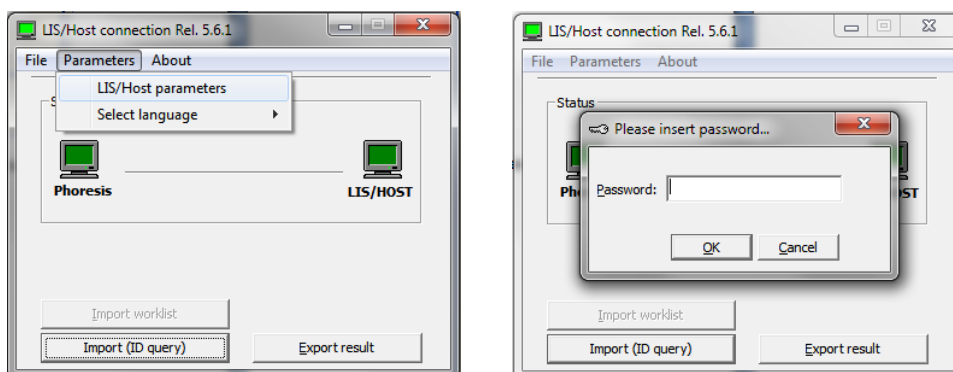 LIS/Host connection Rel. 5.6.1
File Parameters About
LIS/Host parameters
Select language
Phoresis
LIS/HOST
Import worklist
Import (ID query)
Export result
LIS/Host connection Rel. 5.6.1
File Parameters About
Status
Please insert password...
Password:
OK
Cancel
Ph
ST
Import worklist
Import (ID query)
Export result